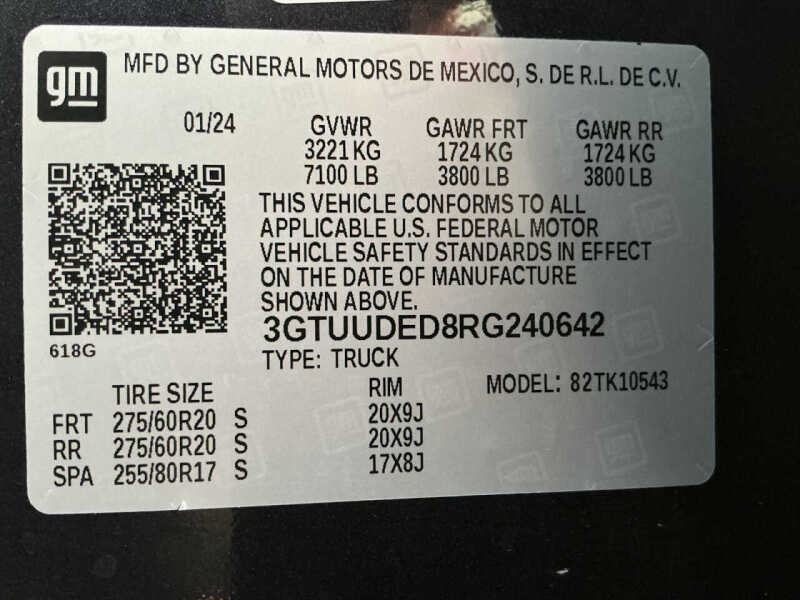 gm
MFD BY GENERAL MOTORS DE MEXICO, S. DE R.L. DE C.V.
01/24 GVWR GAWR FRT GAWR RR
3221 KG 1724 KG 1724 KG
7100 LB 3800 LB 3800 LB
THIS VEHICLE CONFORMS TO ALL
APPLICABLE U.S. FEDERAL MOTOR
VEHICLE SAFETY STANDARDS IN EFFECT
ON THE DATE OF MANUFACTURE
SHOWN ABOVE.
3GTUUDED8RG240642
618G
TYPE: TRUCK
TIRE SIZE RIM MODEL: 82TK10543
FRT 275/60R20 S 20X9J
RR 275/60R20 S 20X9J
SPA 255/80R17 S 17X8J